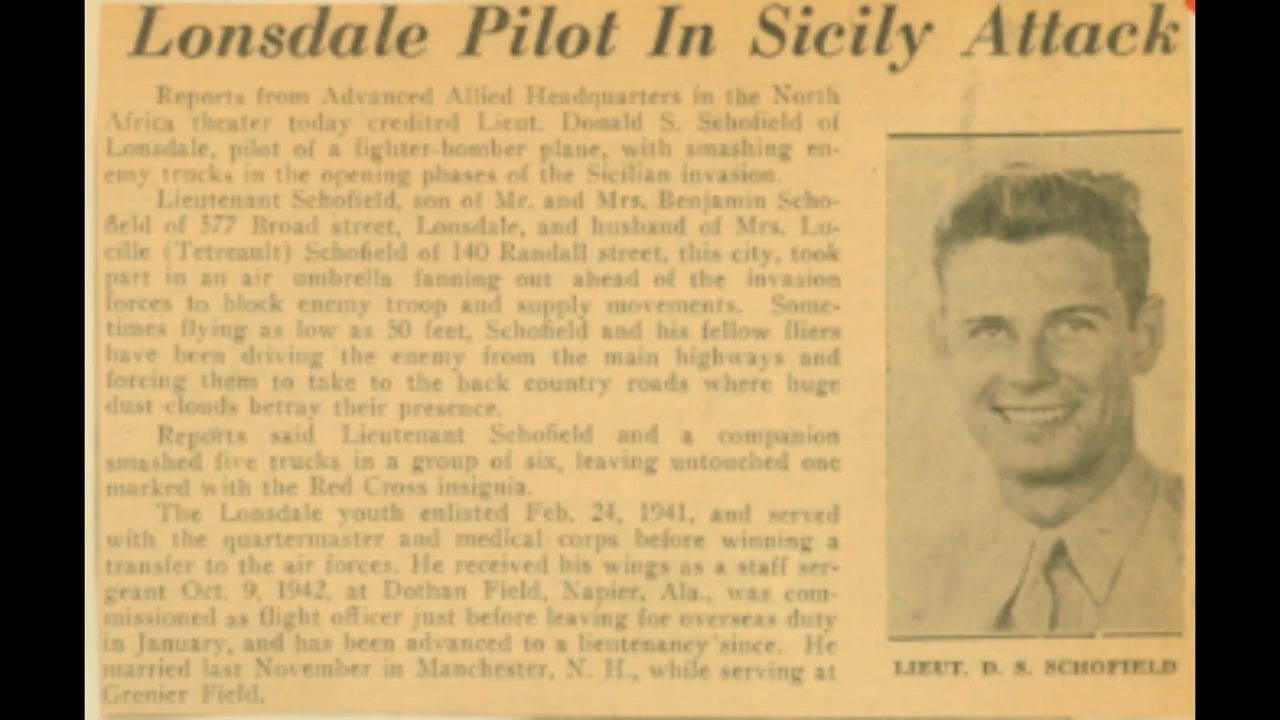 Lonsdale Pilot In Sicily Attack
Reports from Advanced Allied Headquarters in the North
Africa theater today credited Lieut. Donald S. Schofield of
Lonsdale, pilot of a fighter-bomber plane, with smashing en-
emy trucks in the opening phases of the Sicilian invasion.
Lieutenant Schofield, son of Mr. and Mrs. Benjamin Scho-
field of 577 Broad street, Lonsdale, and husband of Mrs. Lu-
cille (Tetreault) Schofield of 140 Randall street, this city, took
part in an air umbrella fanning out ahead of the invasion
forces to block enemy troop and supply movements. Some-
times flying as low as 50 feet, Schofield and his fellow fliers
have been driving the enemy from the main highways and
forcing them to take to the back country roads where huge
dust clouds betray their presence.
Reports said Lieutenant Schofield and a companion
smashed five trucks in a group of six, leaving untouched one
marked with the Red Cross insignia.
The Lonsdale youth enlisted Feb. 24, 1941, and served
with the quartermaster and medical corps before winning a
transfer to the air forces. He received his wings as a staff ser-
geant Oct. 9, 1942, at Dothan Field, Napier, Ala., was com-
missioned as flight officer just before leaving for overseas duty
in January, and has been advanced to a lieutenancy since. He
married last November in Manchester, N. H., while serving at
Grenier Field.
LIEUT. D. S. SCHOFIELD